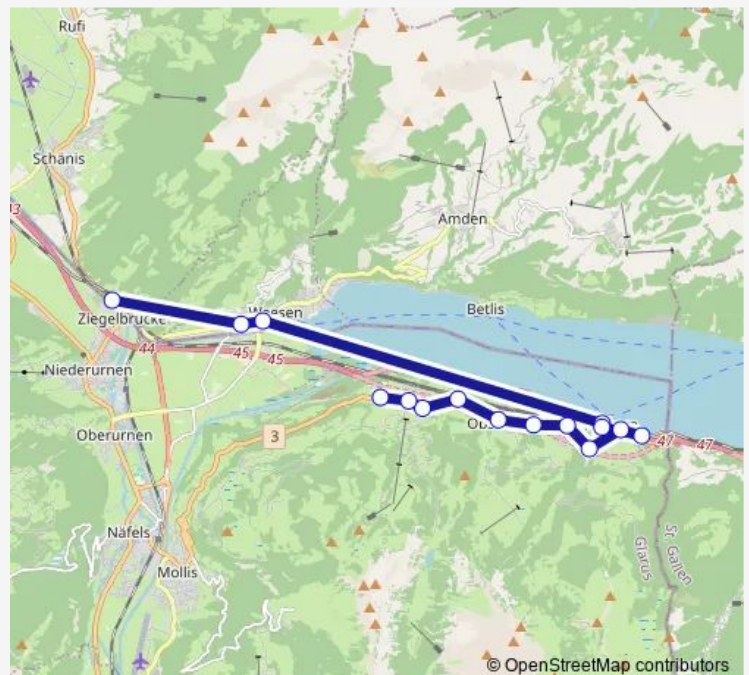 Rufi
Schänis
Amden
Weesen
Betlis
Ziegelbrücke
44
45
45
Niederurnen
3
Oberurnen
47
47
Näfels
Mollis
St. Gallen
Glarus
© OpenStreetMap contributors